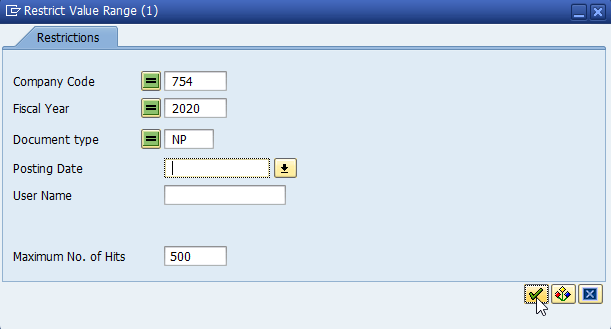 Restrict Value Range (1)
Restrictions
Company Code = 754
Fiscal Year = 2020
Document type = NP
Posting Date
User Name
Maximum No. of Hits 500